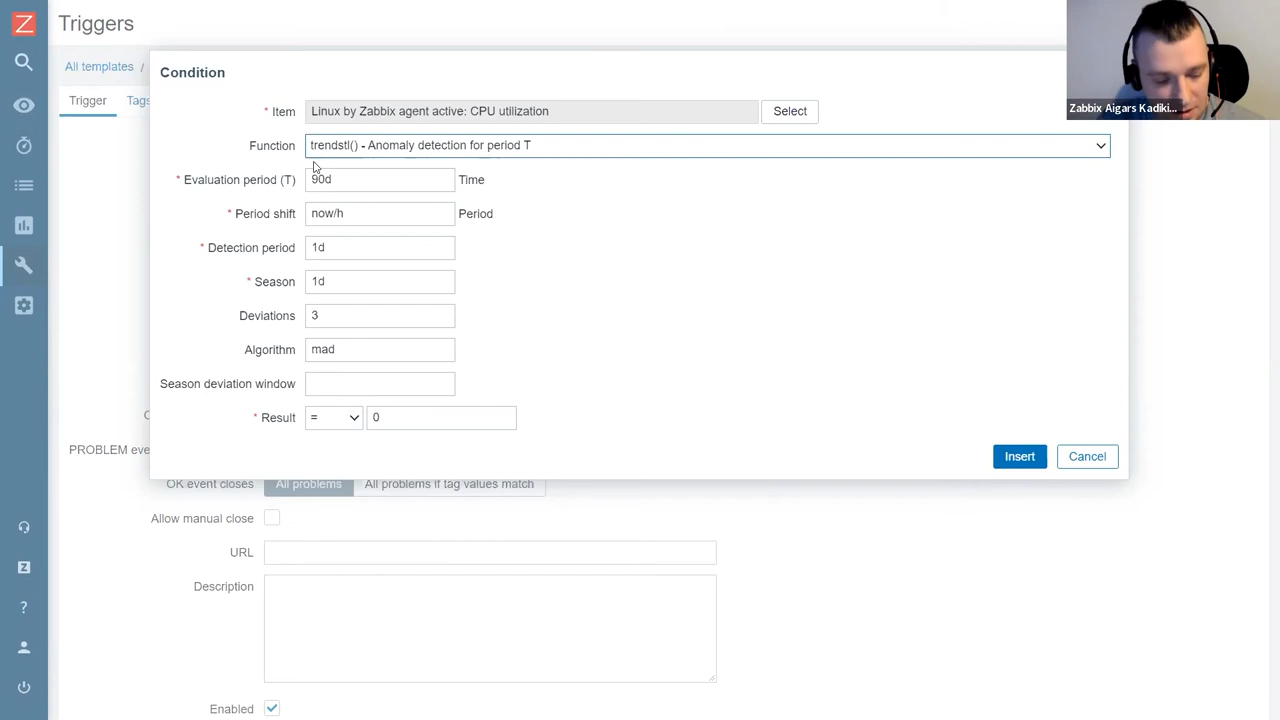 Z
Triggers
All templates /
Trigger Tags
Condition
* Item Linux by Zabbix agent active: CPU utilization Select
Function trendstl() - Anomaly detection for period T
* Evaluation period (T) 90d Time
* Period shift now/h Period
* Detection period 1d
* Season 1d
Deviations 3
Algorithm mad
Season deviation window
* Result = 0
Insert Cancel
PROBLEM eve
OK event closes All problems All problems if tag values match
Allow manual close
URL
Description
Enabled
Z
?
Zabbix Aigars Kadiki...